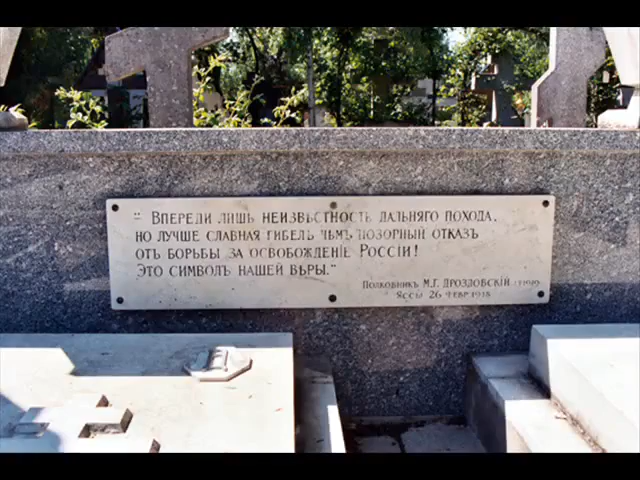 " Впереди лишь неизвѣстность дальняго похода,
но лучше славная гибель чѣмъ позорный отказъ
отъ борьбы за освобожденіе Россіи!
Это символъ нашей вѣры."
Полковникъ М.Г. Дроздовскій
Яссы 26 февр 1918